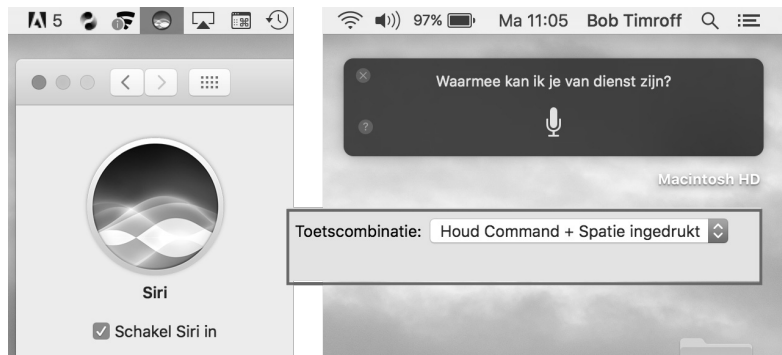 5
97% Ma 11:05 Bob Timroff
Waarmee kan ik je van dienst zijn?
?
Macintosh HD
Toetscombinatie: Houd Command + Spatie ingedrukt
Siri
Schakel Siri in